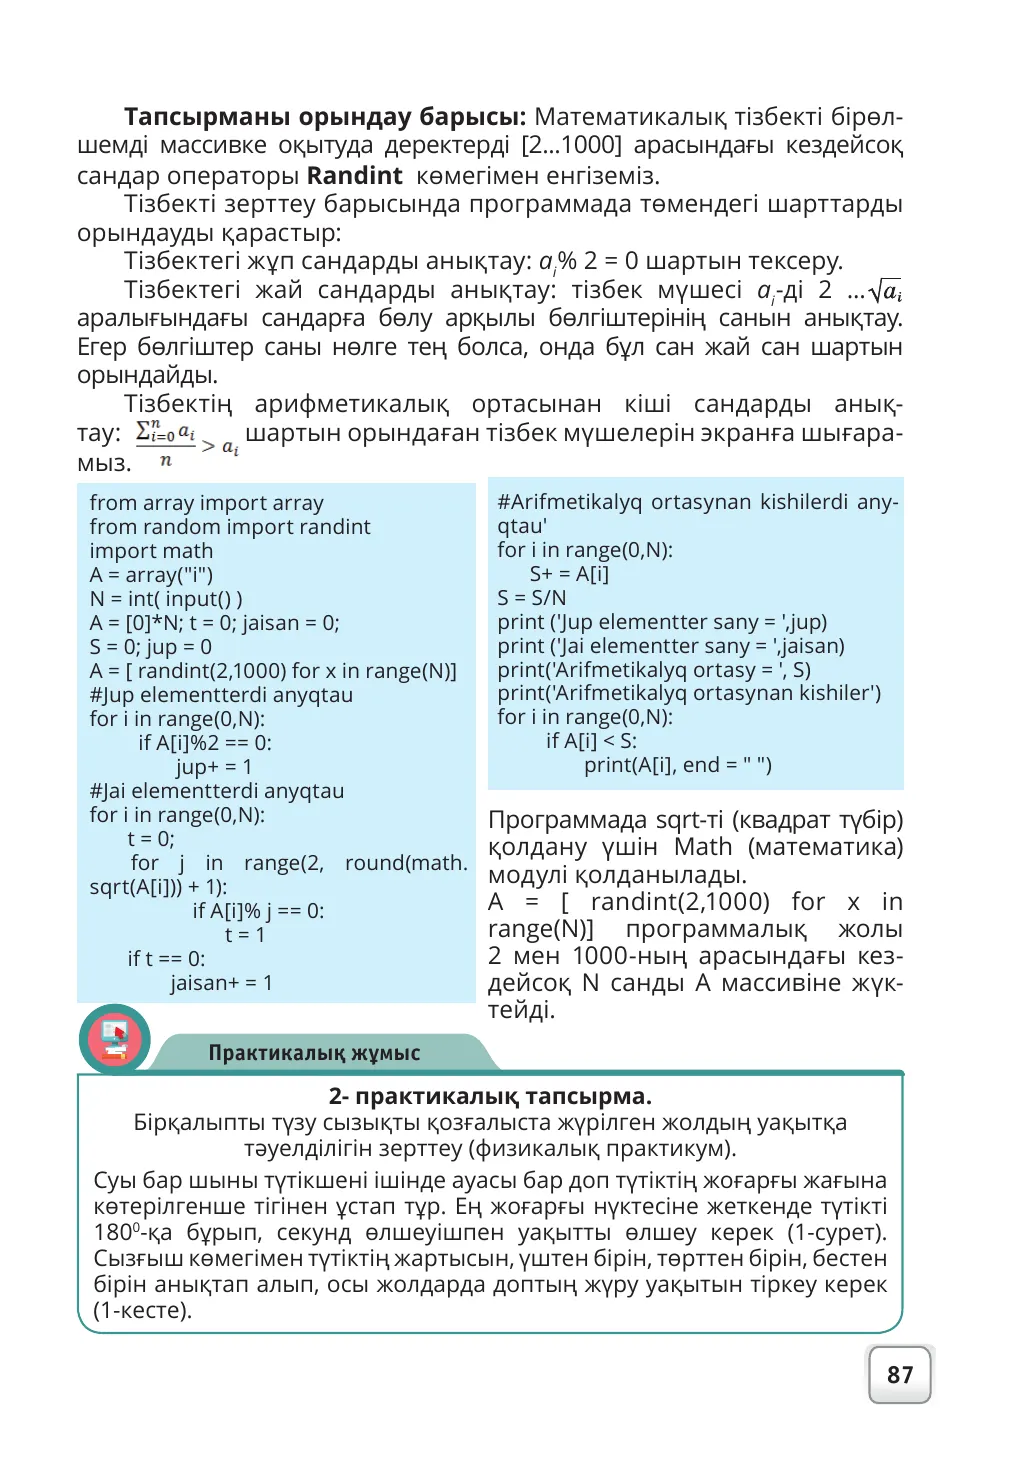 Тапсырманы орындау барысы: Математикалық тізбекті бірөл-
шемді массивке оқытуда деректерді [2...1000] арасындағы кездейсоқ
сандар операторы Randint көмегімен енгіземіз.
Тізбекті зерттеу барысында программада төмендегі шарттарды
орындауды қарастыр:
Тізбектегі жұп сандарды анықтау: aᵢ% 2 = 0 шартын тексеру.
Тізбектегі жай сандарды анықтау: тізбек мүшесі aᵢ-ді 2 ...√aᵢ
аралығындағы сандарға бөлу арқылы бөлгіштерінің санын анықтау.
Егер бөлгіштер саны нөлге тең болса, онда бұл сан жай сан шартын
орындайды.
Тізбектің арифметикалық ортасынан кіші сандарды анық-
тау: (∑ⁿᵢ₌₀ aᵢ)/n > aᵢ шартын орындаған тізбек мүшелерін экранға шығара-
мыз.
from array import array
from random import randint
import math
A = array("i")
N = int( input() )
A = [0]*N; t = 0; jaisan = 0;
S = 0; jup = 0
A = [ randint(2,1000) for x in range(N)]
#Jup elementterdi anyqtau
for i in range(0,N):
if A[i]%2 == 0:
jup+ = 1
#Jai elementterdi anyqtau
for i in range(0,N):
t = 0;
for j in range(2, round(math.
sqrt(A[i])) + 1):
if A[i]% j == 0:
t = 1
if t == 0:
jaisan+ = 1
#Arifmetikalyq ortasynan kishilerdi any-
qtau'
for i in range(0,N):
S+ = A[i]
S = S/N
print ('Jup elementter sany = ',jup)
print ('Jai elementter sany = ',jaisan)
print('Arifmetikalyq ortasy = ', S)
print('Arifmetikalyq ortasynan kishiler')
for i in range(0,N):
if A[i] < S:
print(A[i], end = " ")
Программада sqrt-ті (квадрат түбір)
қолдану үшін Math (математика)
модулі қолданылады.
A = [ randint(2,1000) for x in
range(N)] программалық жолы
2 мен 1000-ның арасындағы кез-
дейсоқ N санды A массивіне жүк-
тейді.
Практикалық жұмыс
2- практикалық тапсырма.
Бірқалыпты түзу сызықты қозғалыста жүрілген жолдың уақытқа
тәуелділігін зерттеу (физикалық практикум).
Суы бар шыны түтікшені ішінде ауасы бар доп түтіктің жоғарғы жағына
көтерілгенше тігінен ұстап тұр. Ең жоғарғы нүктесіне жеткенде түтікті
180⁰-қа бұрып, секунд өлшеуішпен уақытты өлшеу керек (1-сурет).
Сызғыш көмегімен түтіктің жартысын, үштен бірін, төрттен бірін, бестен
бірін анықтап алып, осы жолдарда доптың жүру уақытын тіркеу керек
(1-кесте).
87